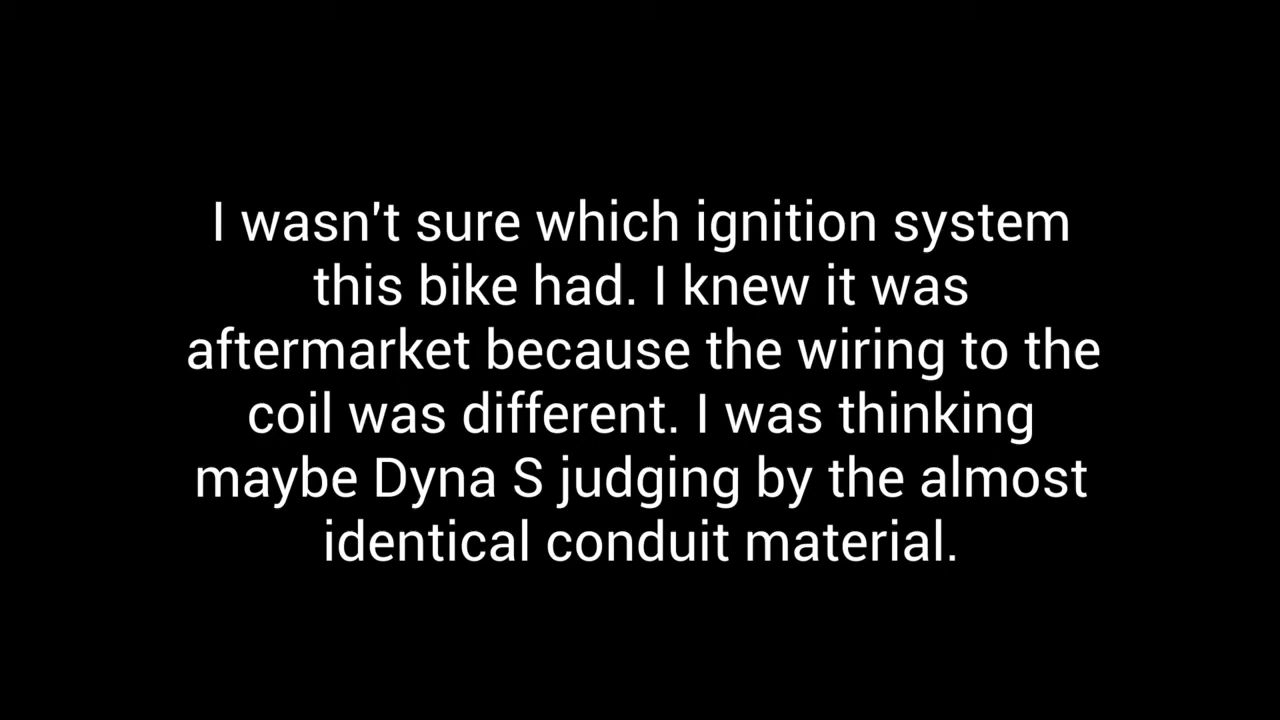 I wasn't sure which ignition system
this bike had. I knew it was
aftermarket because the wiring to the
coil was different. I was thinking
maybe Dyna S judging by the almost
identical conduit material.